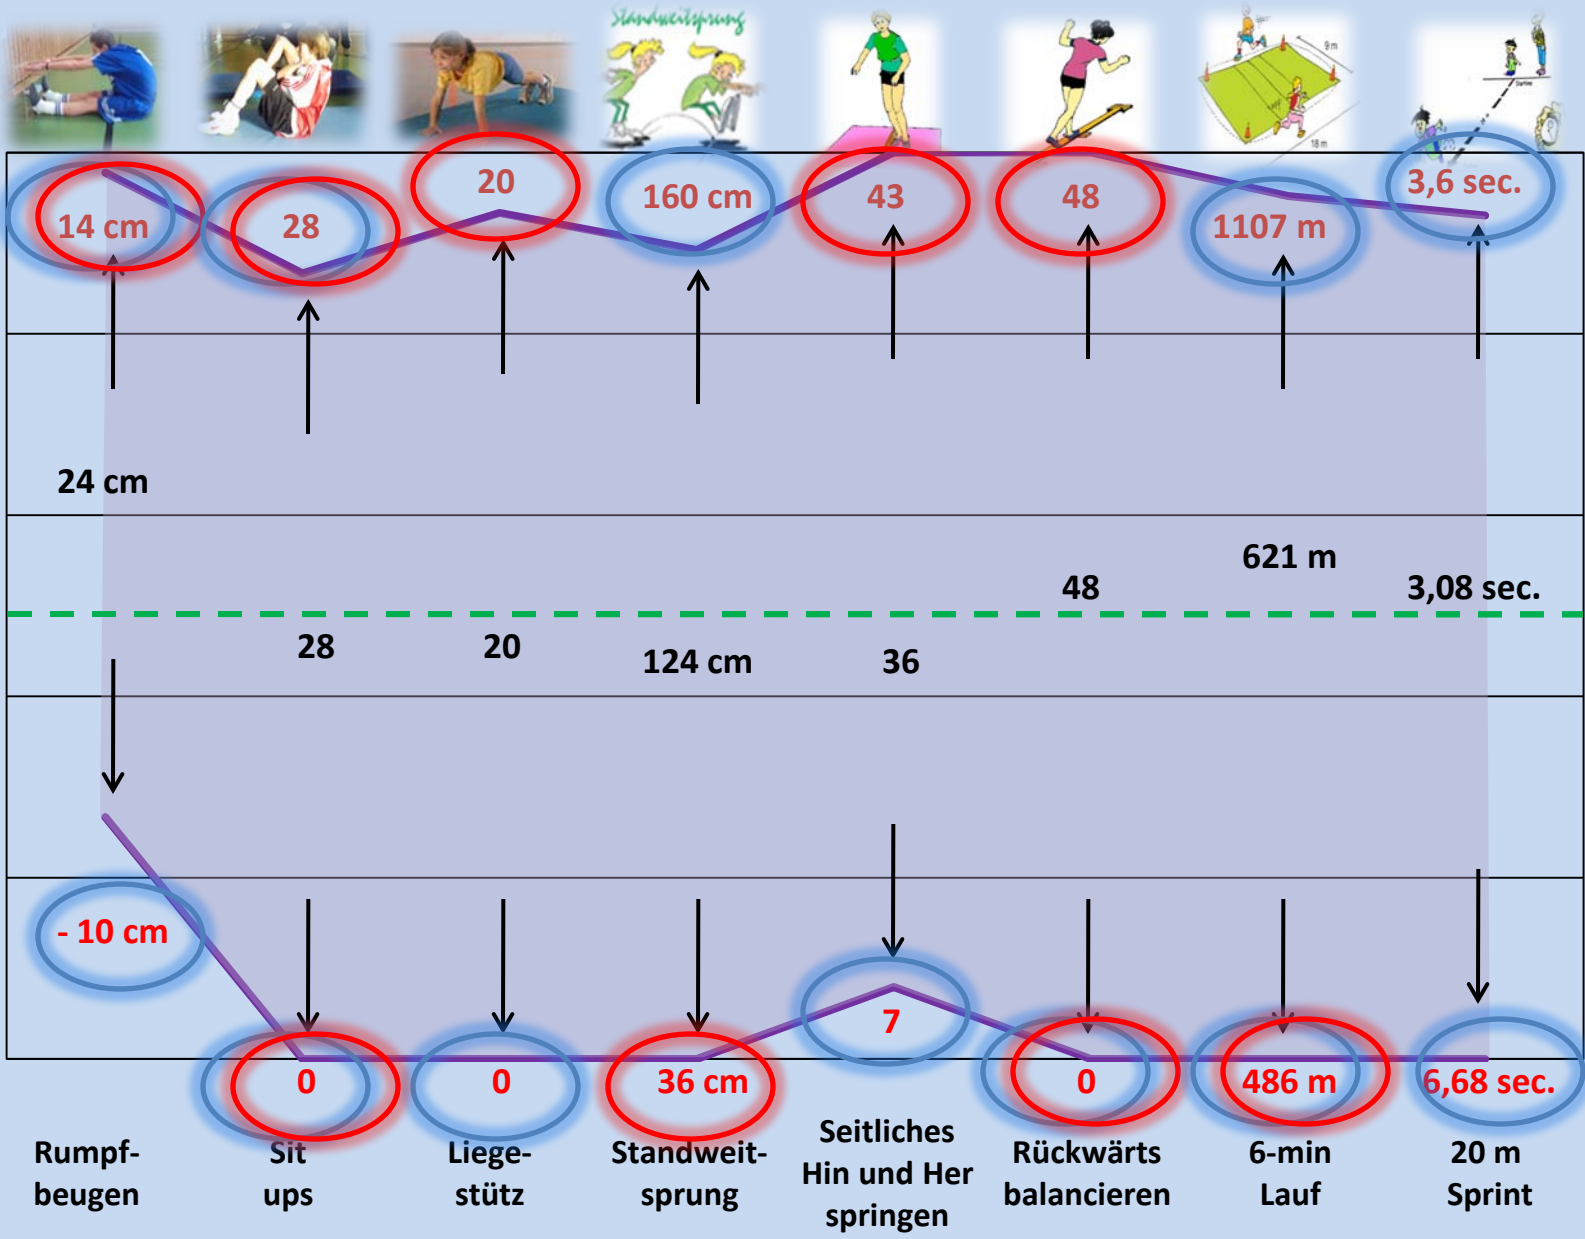 Standweitsprung
9 m
18 m
Startlinie
14 cm
28
20
160 cm
43
48
1107 m
3,6 sec.
24 cm
28
20
124 cm
36
48
621 m
3,08 sec.
- 10 cm
0
0
36 cm
7
0
486 m
6,68 sec.
Rumpf-
beugen
Sit
ups
Liege-
stütz
Standweit-
sprung
Seitliches
Hin und Her
springen
Rückwärts
balancieren
6-min
Lauf
20 m
Sprint